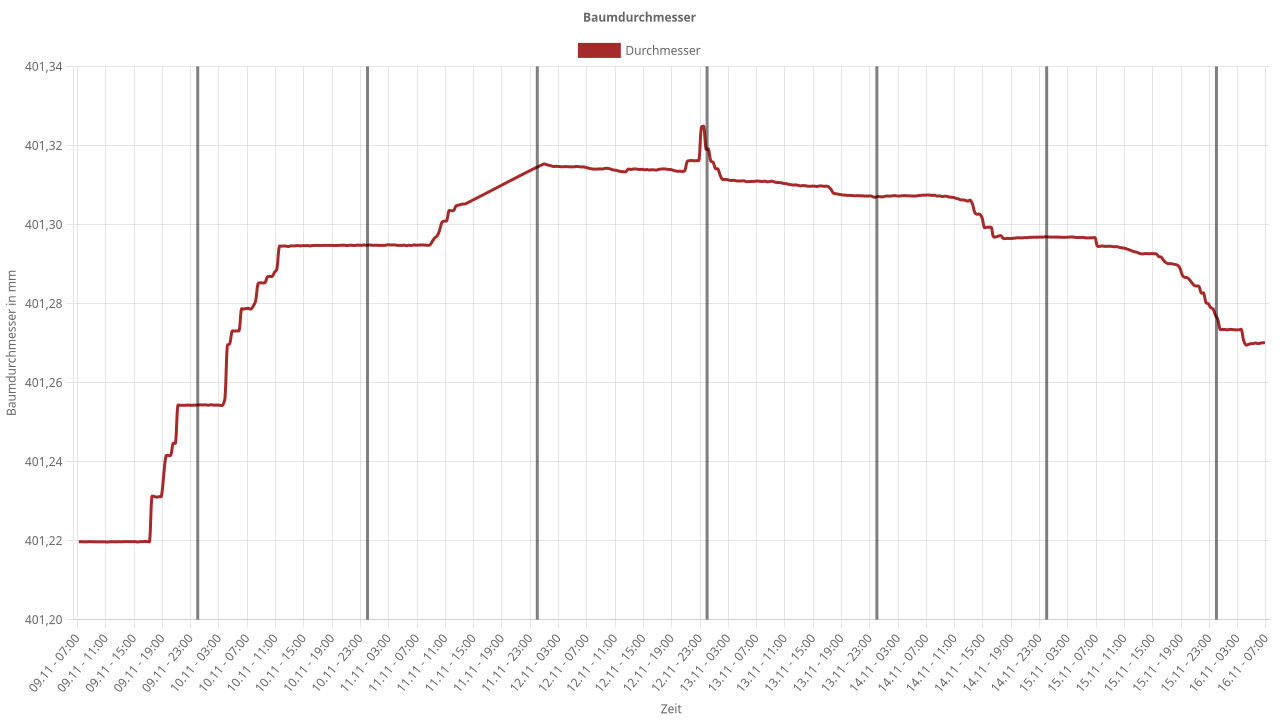 Baumdurchmesser
Durchmesser
401,34
401,32
401,30
401,28
401,26
401,24
401,22
401,20
Baumdurchmesser in mm
09.11 - 07:00
09.11 - 11:00
09.11 - 15:00
09.11 - 19:00
09.11 - 23:00
10.11 - 03:00
10.11 - 07:00
10.11 - 11:00
10.11 - 15:00
10.11 - 19:00
10.11 - 23:00
11.11 - 03:00
11.11 - 07:00
11.11 - 11:00
11.11 - 15:00
11.11 - 19:00
11.11 - 23:00
12.11 - 03:00
12.11 - 07:00
12.11 - 11:00
12.11 - 15:00
12.11 - 19:00
12.11 - 23:00
13.11 - 03:00
13.11 - 07:00
13.11 - 11:00
13.11 - 15:00
13.11 - 19:00
13.11 - 23:00
14.11 - 03:00
14.11 - 07:00
14.11 - 11:00
14.11 - 15:00
14.11 - 19:00
14.11 - 23:00
15.11 - 03:00
15.11 - 07:00
15.11 - 11:00
15.11 - 15:00
15.11 - 19:00
15.11 - 23:00
16.11 - 03:00
16.11 - 07:00
Zeit